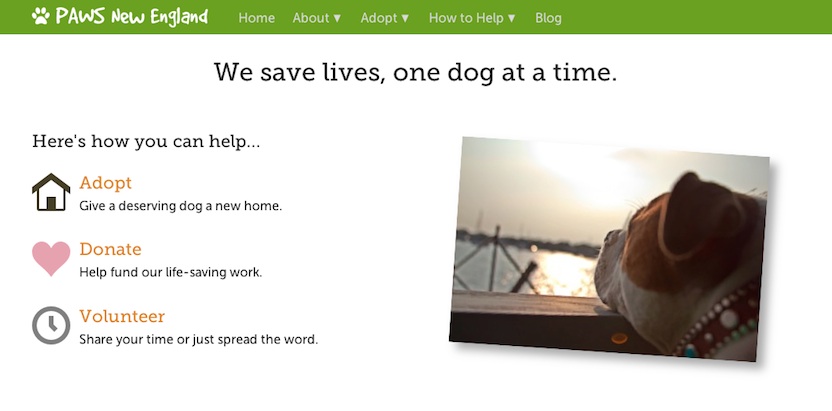 PAWS New England
Home About ▾ Adopt ▾ How to Help ▾ Blog
We save lives, one dog at a time.
Here's how you can help...
Adopt
Give a deserving dog a new home.
Donate
Help fund our life-saving work.
Volunteer
Share your time or just spread the word.